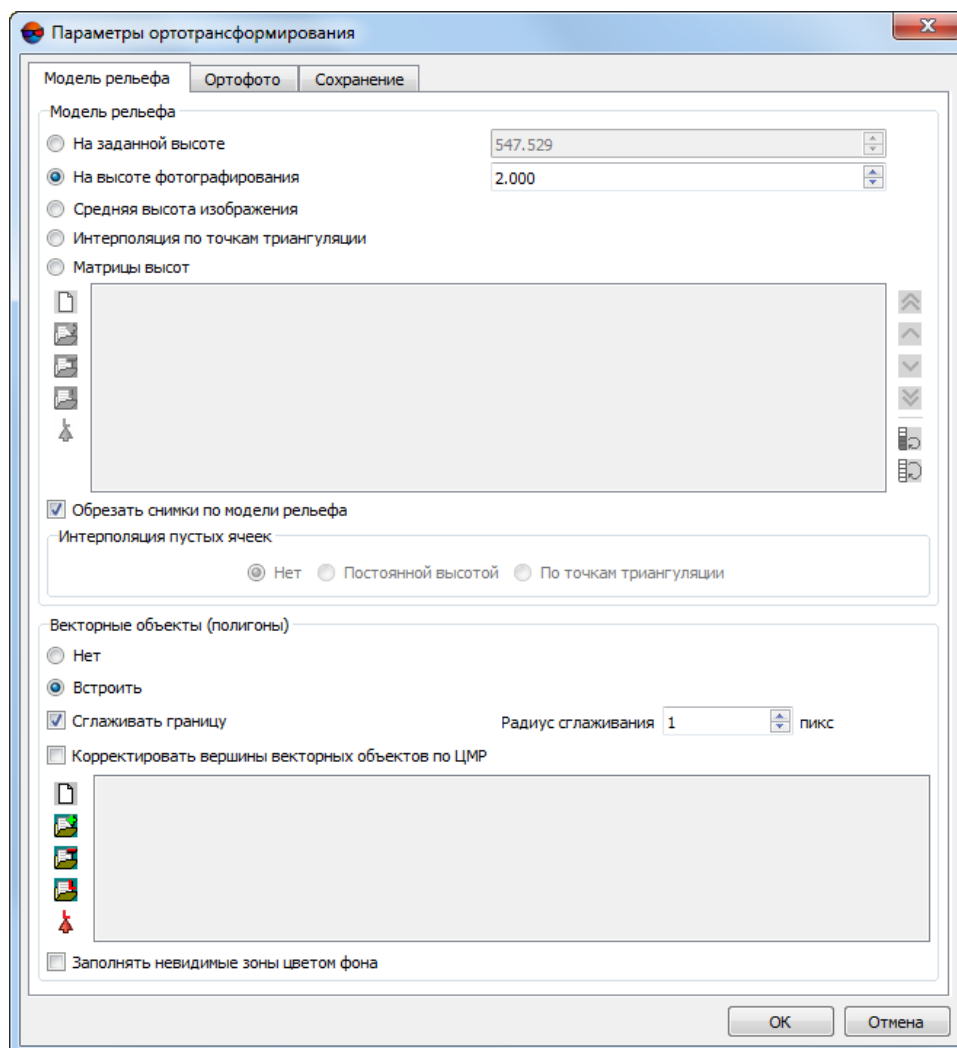 Параметры ортотрансформирования
Модель рельефа Ортофото Сохранение
Модель рельефа
На заданной высоте 547.529
На высоте фотографирования 2.000
Средняя высота изображения
Интерполяция по точкам триангуляции
Матрицы высот
Обрезать снимки по модели рельефа
Интерполяция пустых ячеек
Нет Постоянной высотой По точкам триангуляции
Векторные объекты (полигоны)
Нет
Встроить
Сглаживать границу Радиус сглаживания 1 пикс
Корректировать вершины векторных объектов по ЦМР
Заполнять невидимые зоны цветом фона
ОК Отмена